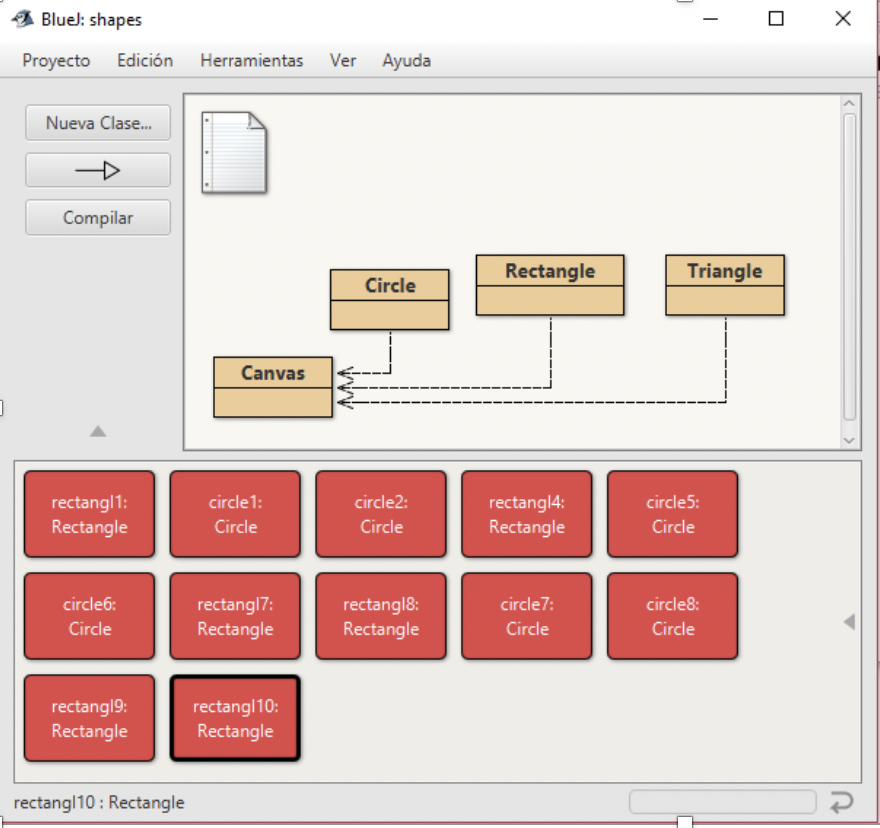 BlueJ: shapes
Proyecto Edición Herramientas Ver Ayuda
Nueva Clase...
Compilar
Circle
Rectangle
Triangle
Canvas
rectangl1:
Rectangle
circle1:
Circle
circle2:
Circle
rectangl4:
Rectangle
circle5:
Circle
circle6:
Circle
rectangl7:
Rectangle
rectangl8:
Rectangle
circle7:
Circle
circle8:
Circle
rectangl9:
Rectangle
rectangl10:
Rectangle
rectangl10 : Rectangle